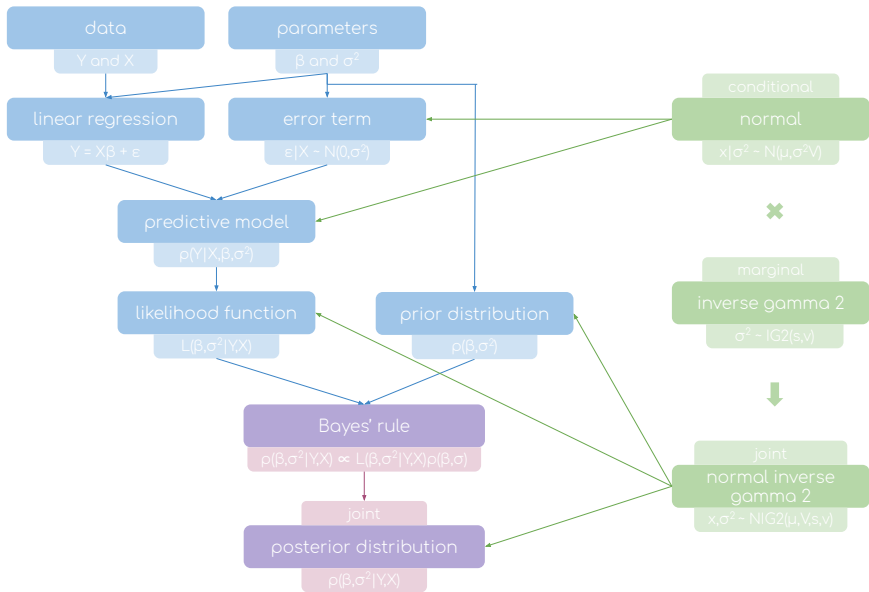 data
Y and X
parameters
β and σ²
linear regression
Y = Xβ + ε
error term
ε|X ~ N(0,σ²)
predictive model
p(Y|X,β,σ²)
likelihood function
L(β,σ²|Y,X)
prior distribution
p(β,σ²)
Bayes’ rule
p(β,σ²|Y,X) ∝ L(β,σ²|Y,X)p(β,σ)
joint
posterior distribution
p(β,σ²|Y,X)
conditional
normal
x|σ² ~ N(μ,σ²V)
marginal
inverse gamma 2
σ² ~ IG2(s,ν)
joint
normal inverse
gamma 2
x,σ² ~ NIG2(μ,V,s,ν)